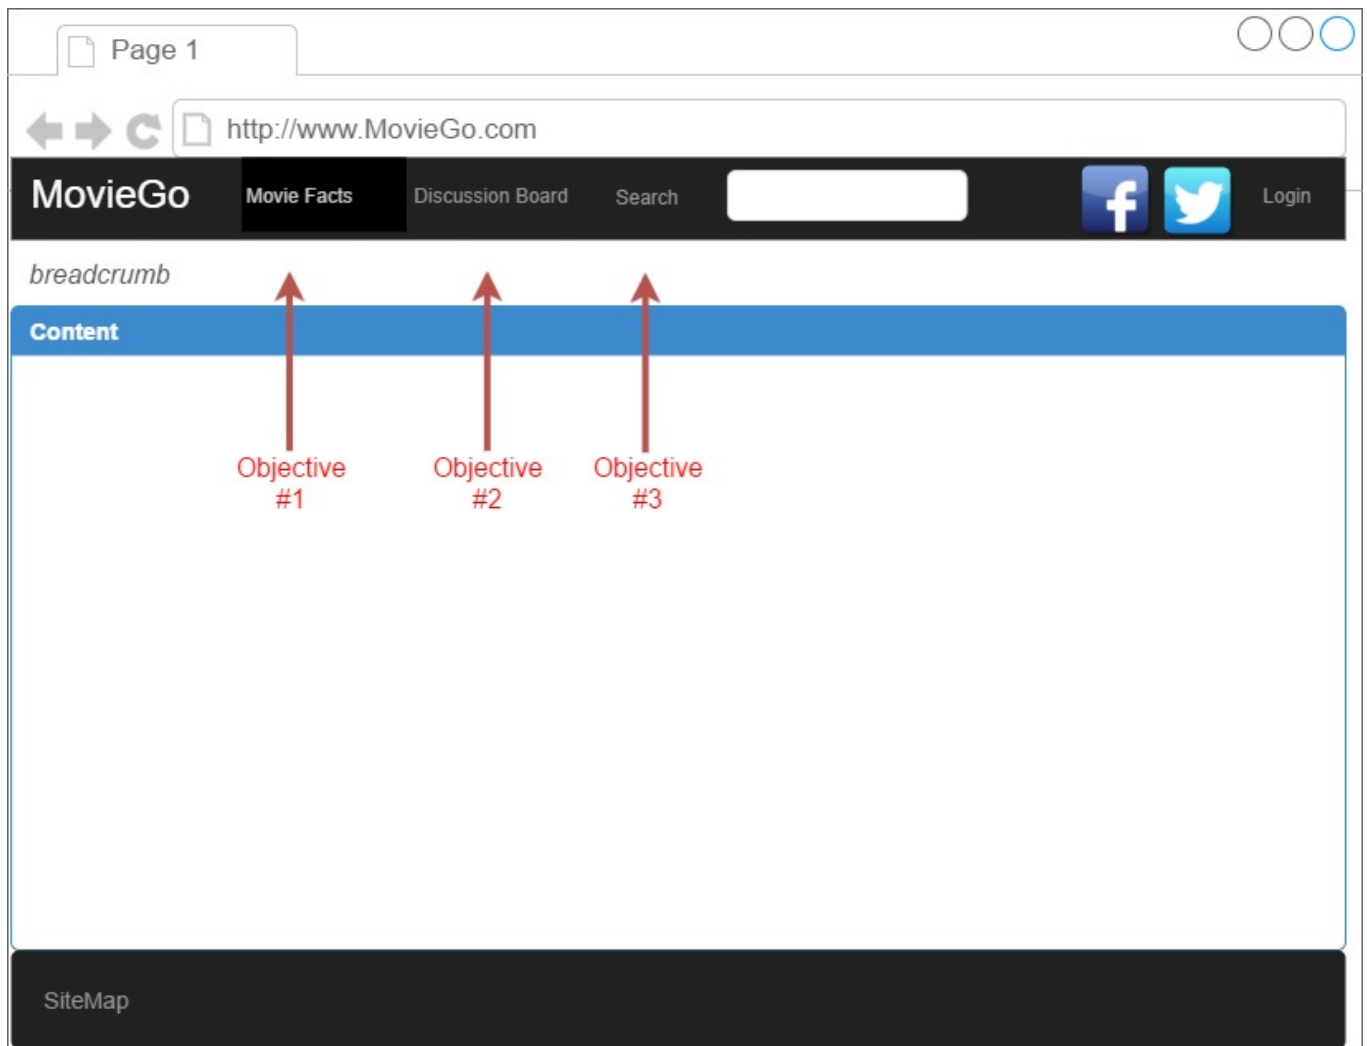 Page 1
http://www.MovieGo.com
MovieGo Movie Facts Discussion Board Search Login
breadcrumb
Content
Objective Objective Objective
#1 #2 #3
SiteMap